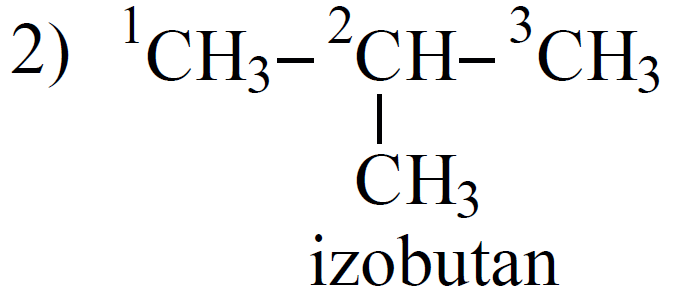 2) ¹CH₃–²CH–³CH₃
|
CH₃
izobutan